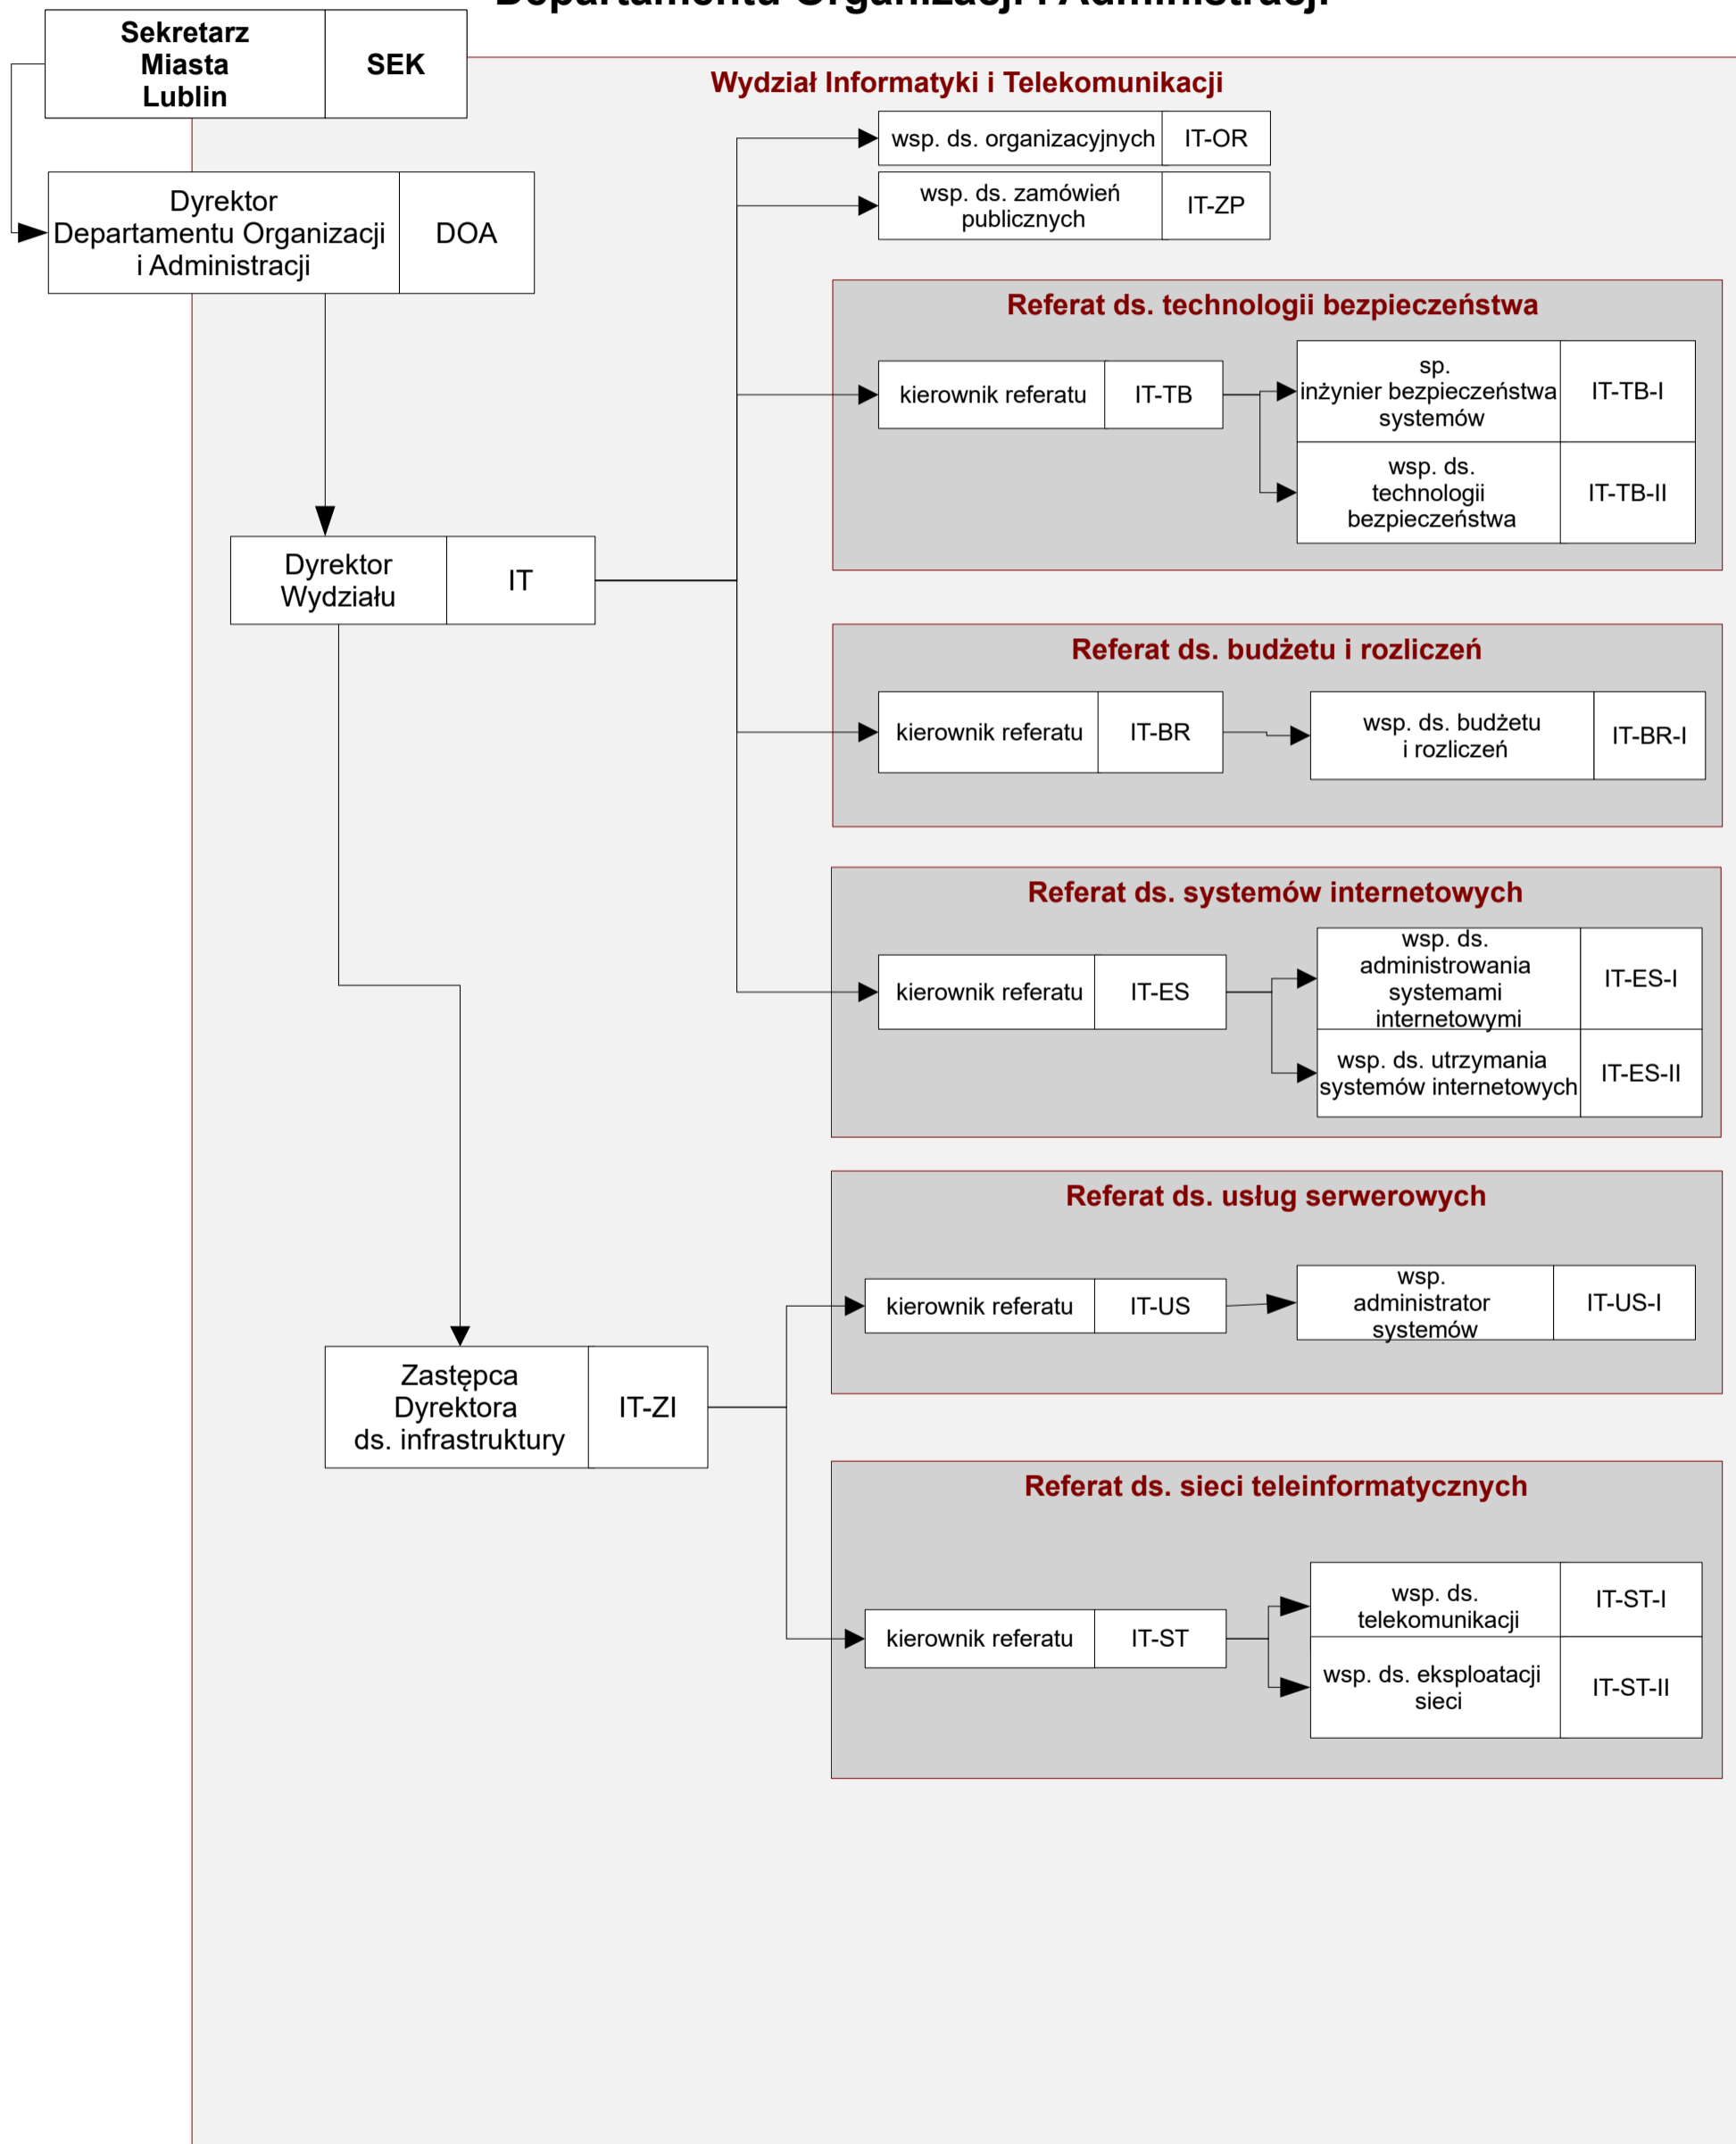 Departamentu Organizacji i Administracji
Sekretarz
Miasta
Lublin
SEK
Wydział Informatyki i Telekomunikacji
wsp. ds. organizacyjnych
IT-OR
wsp. ds. zamówień
publicznych
IT-ZP
Dyrektor
Departamentu Organizacji
i Administracji
DOA
Referat ds. technologii bezpieczeństwa
kierownik referatu
IT-TB
sp.
inżynier bezpieczeństwa
systemów
IT-TB-I
wsp. ds.
technologii
bezpieczeństwa
IT-TB-II
Dyrektor
Wydziału
IT
Referat ds. budżetu i rozliczeń
kierownik referatu
IT-BR
wsp. ds. budżetu
i rozliczeń
IT-BR-I
Referat ds. systemów internetowych
kierownik referatu
IT-ES
wsp. ds.
administrowania
systemami
internetowymi
IT-ES-I
wsp. ds. utrzymania
systemów internetowych
IT-ES-II
Referat ds. usług serwerowych
kierownik referatu
IT-US
wsp.
administrator
systemów
IT-US-I
Zastępca
Dyrektora
ds. infrastruktury
IT-ZI
Referat ds. sieci teleinformatycznych
kierownik referatu
IT-ST
wsp. ds.
telekomunikacji
IT-ST-I
wsp. ds. eksploatacji
sieci
IT-ST-II